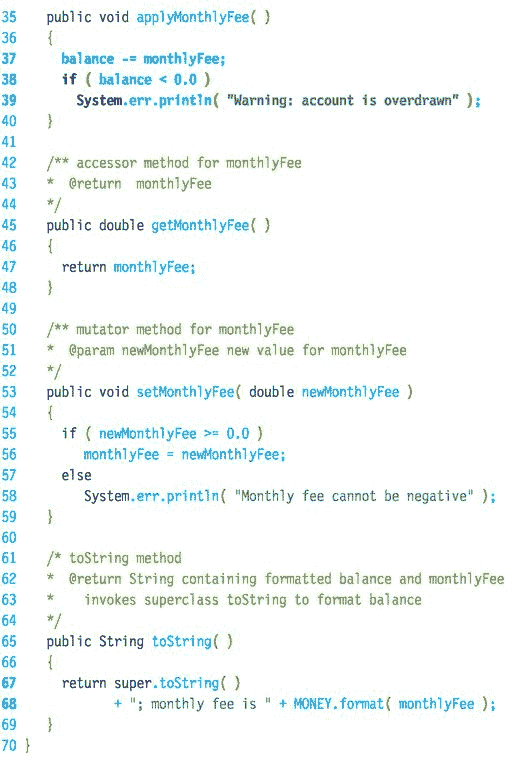 35 public void applyMonthlyFee( )
36 {
37 balance -= monthlyFee;
38 if ( balance < 0.0 )
39 System.err.println( "Warning: account is overdrawn" );
40 }
41
42 /** accessor method for monthlyFee
43 * @return monthlyFee
44 */
45 public double getMonthlyFee( )
46 {
47 return monthlyFee;
48 }
49
50 /** mutator method for monthlyFee
51 * @param newMonthlyFee new value for monthlyFee
52 */
53 public void setMonthlyFee( double newMonthlyFee )
54 {
55 if ( newMonthlyFee >= 0.0 )
56 monthlyFee = newMonthlyFee;
57 else
58 System.err.println( "Monthly fee cannot be negative" );
59 }
60
61 /* toString method
62 * @return String containing formatted balance and monthlyFee
63 * invokes superclass toString to format balance
64 */
65 public String toString( )
66 {
67 return super.toString( )
68 + "; monthly fee is " + MONEY.format( monthlyFee );
69 }
70 }